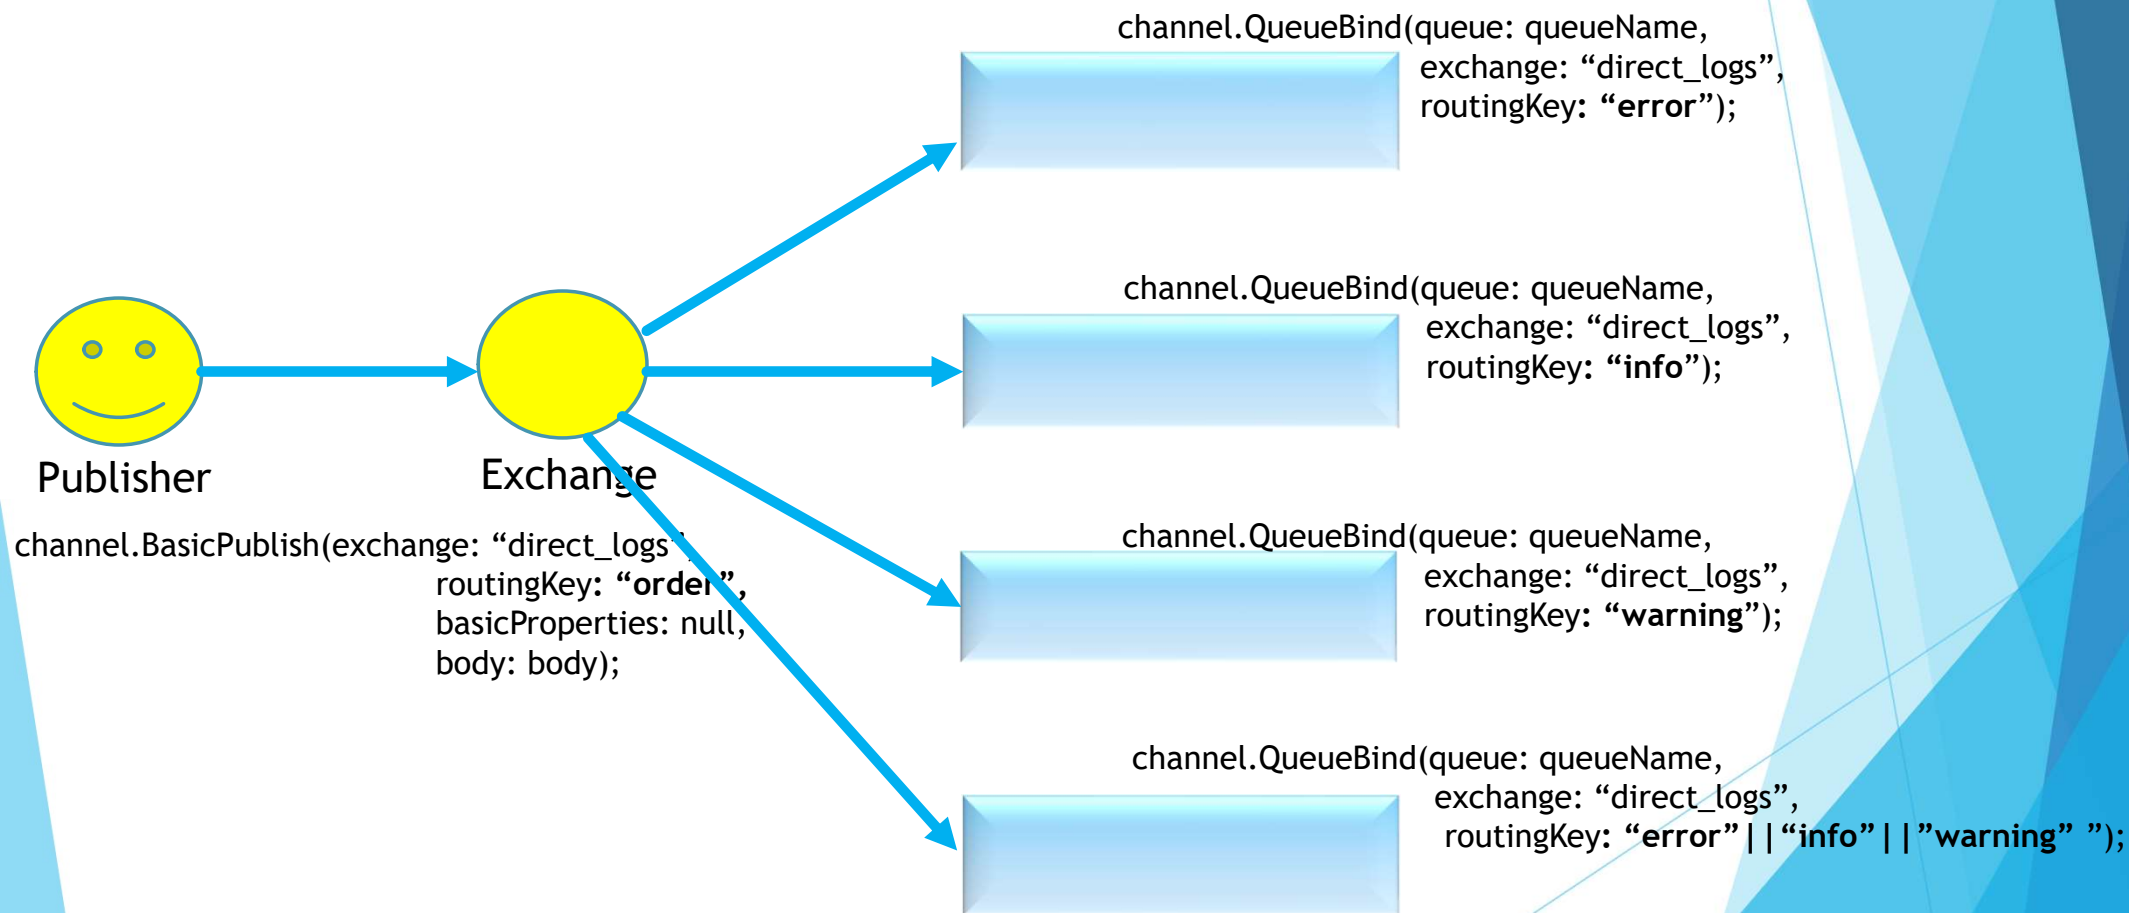 channel.QueueBind(queue: queueName,
exchange: “direct_logs”,
routingKey: “error”);
channel.QueueBind(queue: queueName,
exchange: “direct_logs”,
routingKey: “info”);
Publisher
Exchange
channel.BasicPublish(exchange: “direct_logs”,
routingKey: “order”,
basicProperties: null,
body: body);
channel.QueueBind(queue: queueName,
exchange: “direct_logs”,
routingKey: “warning”);
channel.QueueBind(queue: queueName,
exchange: “direct_logs”,
routingKey: “error”||“info”||”warning” ”);